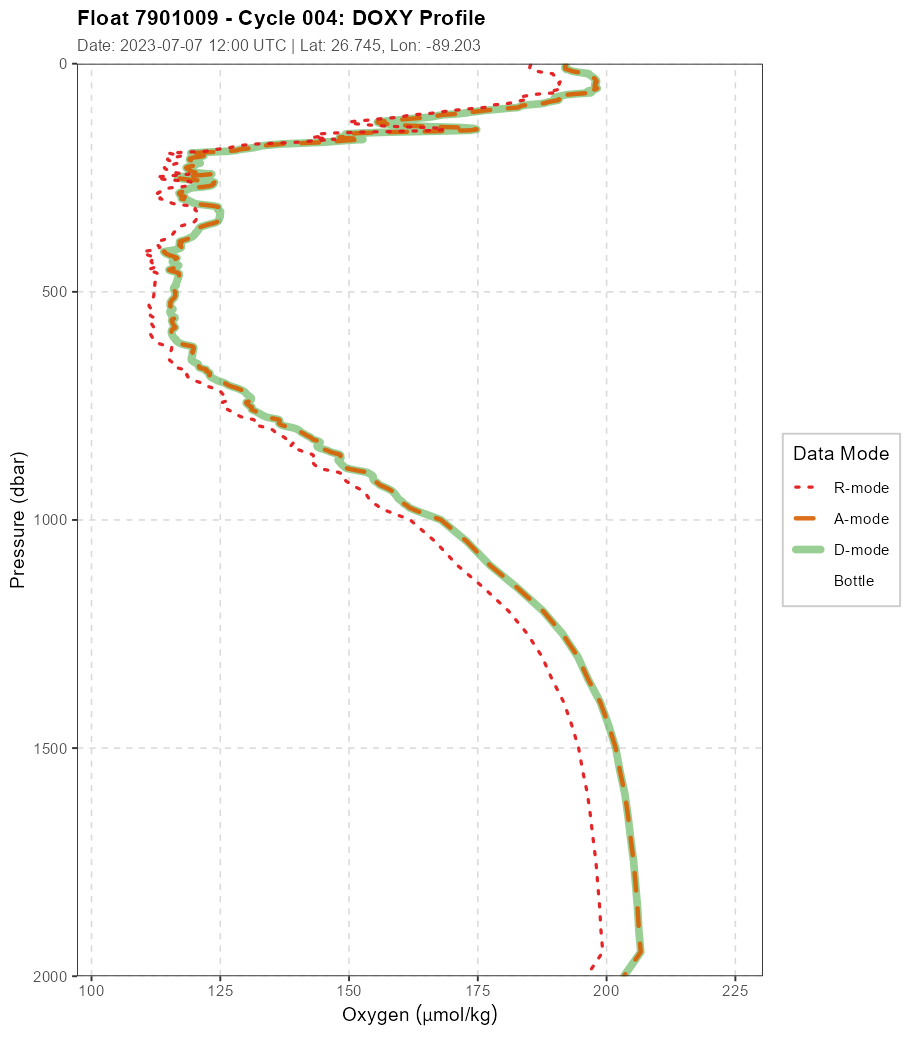 Float 7901009 - Cycle 004: DOXY Profile
Date: 2023-07-07 12:00 UTC | Lat: 26.745, Lon: -89.203
0
500
1000
1500
2000
Pressure (dbar)
100 125 150 175 200 225
Oxygen (μmol/kg)
Data Mode
R-mode
A-mode
D-mode
Bottle